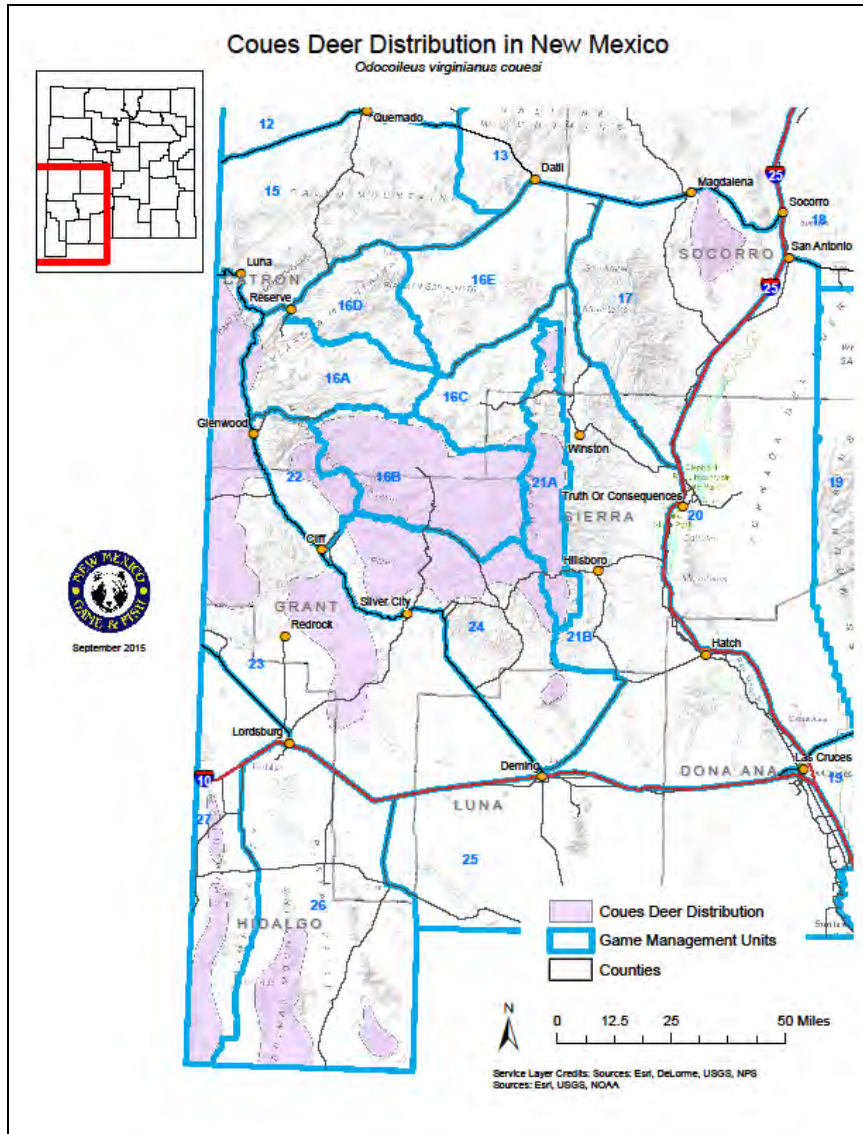 Coues Deer Distribution in New Mexico
Odocoileus virginianus couesi
12
Quemado
13
Datil
15
25
Magdalena
Socorro
18
SOCORRO
San Antonio
Luna
CATRON
16E
25
Reserve
16D
17
16A
16C
Glenwood
Winston
22
16B
21A
19
Truth Or Consequences
20
SIERRA
Cliff
Hillsboro
NEW MEXICO
GAME & FISH
GRANT
Silver City
September 2015
Redrock
24
21B
Hatch
23
Lordsburg
Las Cruces
Deming
DONA ANA
19
10
LUNA
27
25
26
HIDALGO
Coues Deer Distribution
Game Management Units
Counties
N
0 12.5 25 50 Miles
Service Layer Credits: Sources: Esri, DeLorme, USGS, NPS
Sources: Esri, USGS, NOAA